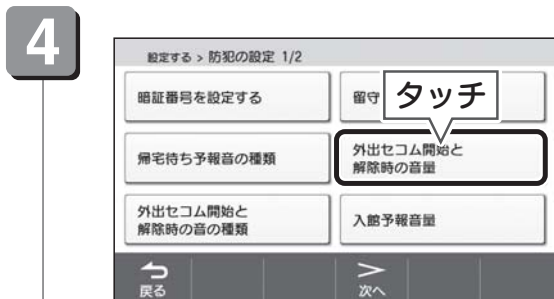 4
設定する > 防犯の設定 1/2
暗証番号を設定する
留守
タッチ
帰宅待ち予報音の種類
外出セコム開始と
解除時の音量
外出セコム開始と
解除時の音の種類
入館予報音量
戻る
次へ